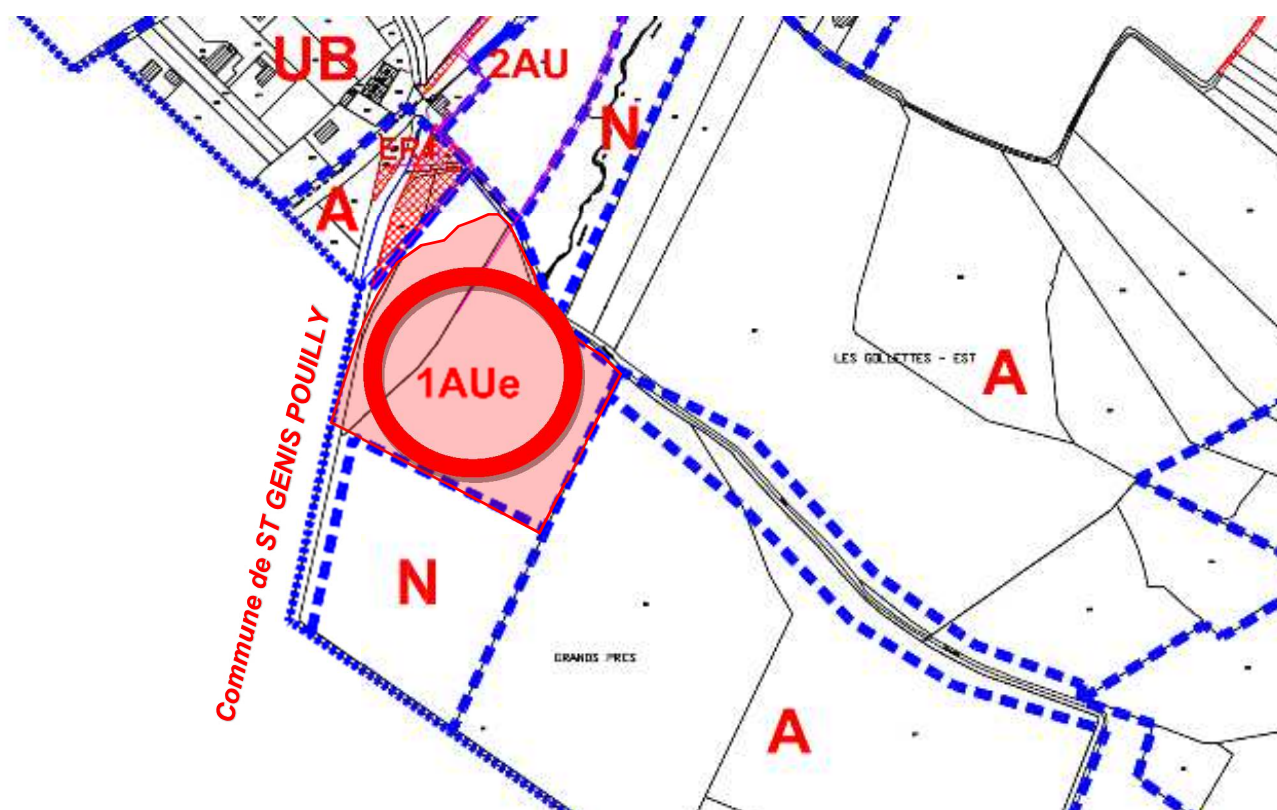 UB
2AU
N
ER4
A
LES GOLLETTES - EST
A
1AUe
Commune de ST GENIS POUILLY
N
GRANDS PRES
A